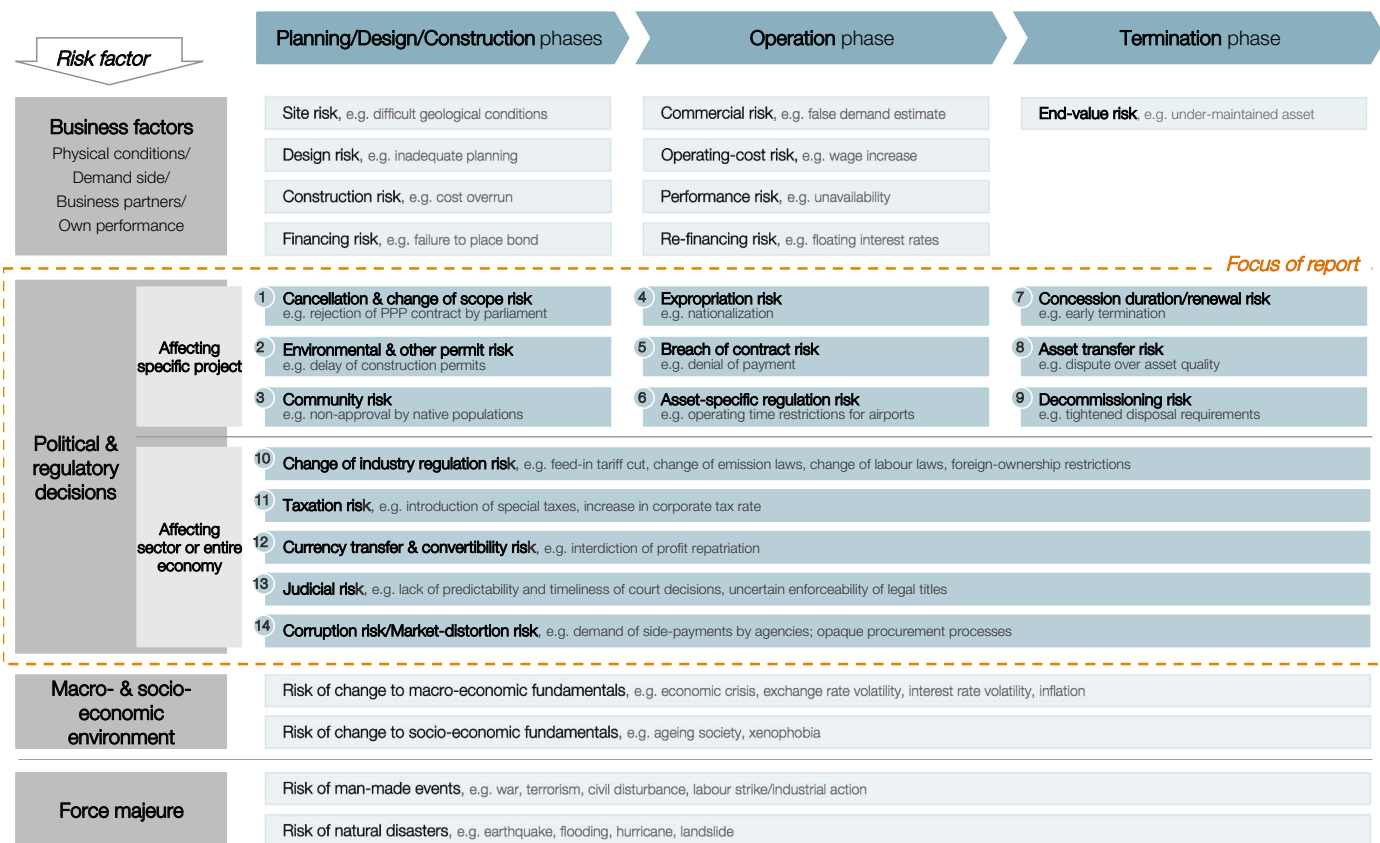 Risk factor
Planning/Design/Construction phases
Operation phase
Termination phase
Business factors
Physical conditions/
Demand side/
Business partners/
Own performance
Site risk, e.g. difficult geological conditions
Design risk, e.g. inadequate planning
Construction risk, e.g. cost overrun
Financing risk, e.g. failure to place bond
Commercial risk, e.g. false demand estimate
Operating-cost risk, e.g. wage increase
Performance risk, e.g. unavailability
Re-financing risk, e.g. floating interest rates
End-value risk, e.g. under-maintained asset
Focus of report
Political &
regulatory
decisions
Affecting
specific project
1 Cancellation & change of scope risk
e.g. rejection of PPP contract by parliament
2 Environmental & other permit risk
e.g. delay of construction permits
3 Community risk
e.g. non-approval by native populations
4 Expropriation risk
e.g. nationalization
5 Breach of contract risk
e.g. denial of payment
6 Asset-specific regulation risk
e.g. operating time restrictions for airports
7 Concession duration/renewal risk
e.g. early termination
8 Asset transfer risk
e.g. dispute over asset quality
9 Decommissioning risk
e.g. tightened disposal requirements
Affecting
sector or entire
economy
10 Change of industry regulation risk, e.g. feed-in tariff cut, change of emission laws, change of labour laws, foreign-ownership restrictions
11 Taxation risk, e.g. introduction of special taxes, increase in corporate tax rate
12 Currency transfer & convertibility risk, e.g. interdiction of profit repatriation
13 Judicial risk, e.g. lack of predictability and timeliness of court decisions, uncertain enforceability of legal titles
14 Corruption risk/Market-distortion risk, e.g. demand of side-payments by agencies; opaque procurement processes
Macro- & socio-
economic
environment
Risk of change to macro-economic fundamentals, e.g. economic crisis, exchange rate volatility, interest rate volatility, inflation
Risk of change to socio-economic fundamentals, e.g. ageing society, xenophobia
Force majeure
Risk of man-made events, e.g. war, terrorism, civil disturbance, labour strike/industrial action
Risk of natural disasters, e.g. earthquake, flooding, hurricane, landslide